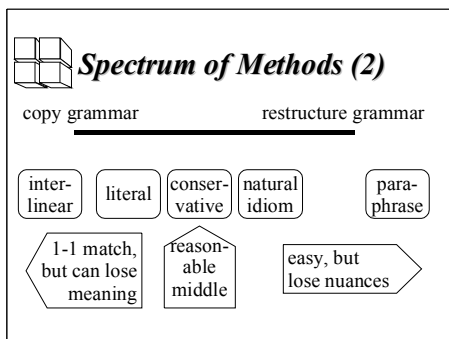 Spectrum of Methods (2)
copy grammar restructure grammar
inter- literal conser- natural para-
linear vative idiom phrase
1-1 match, reason- easy, but
but can lose able lose nuances
meaning middle